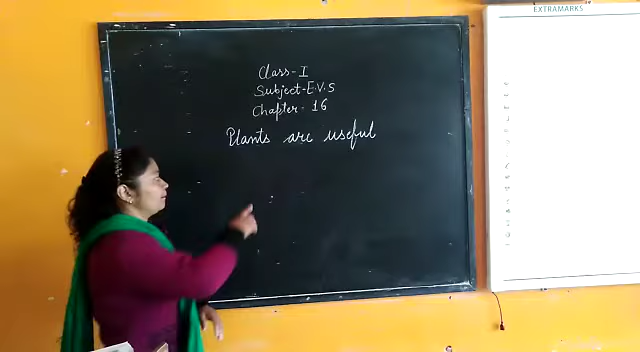 EXTRAMARKS
Class-I
Subject-E.V.S
Chapter - 16
Plants are useful